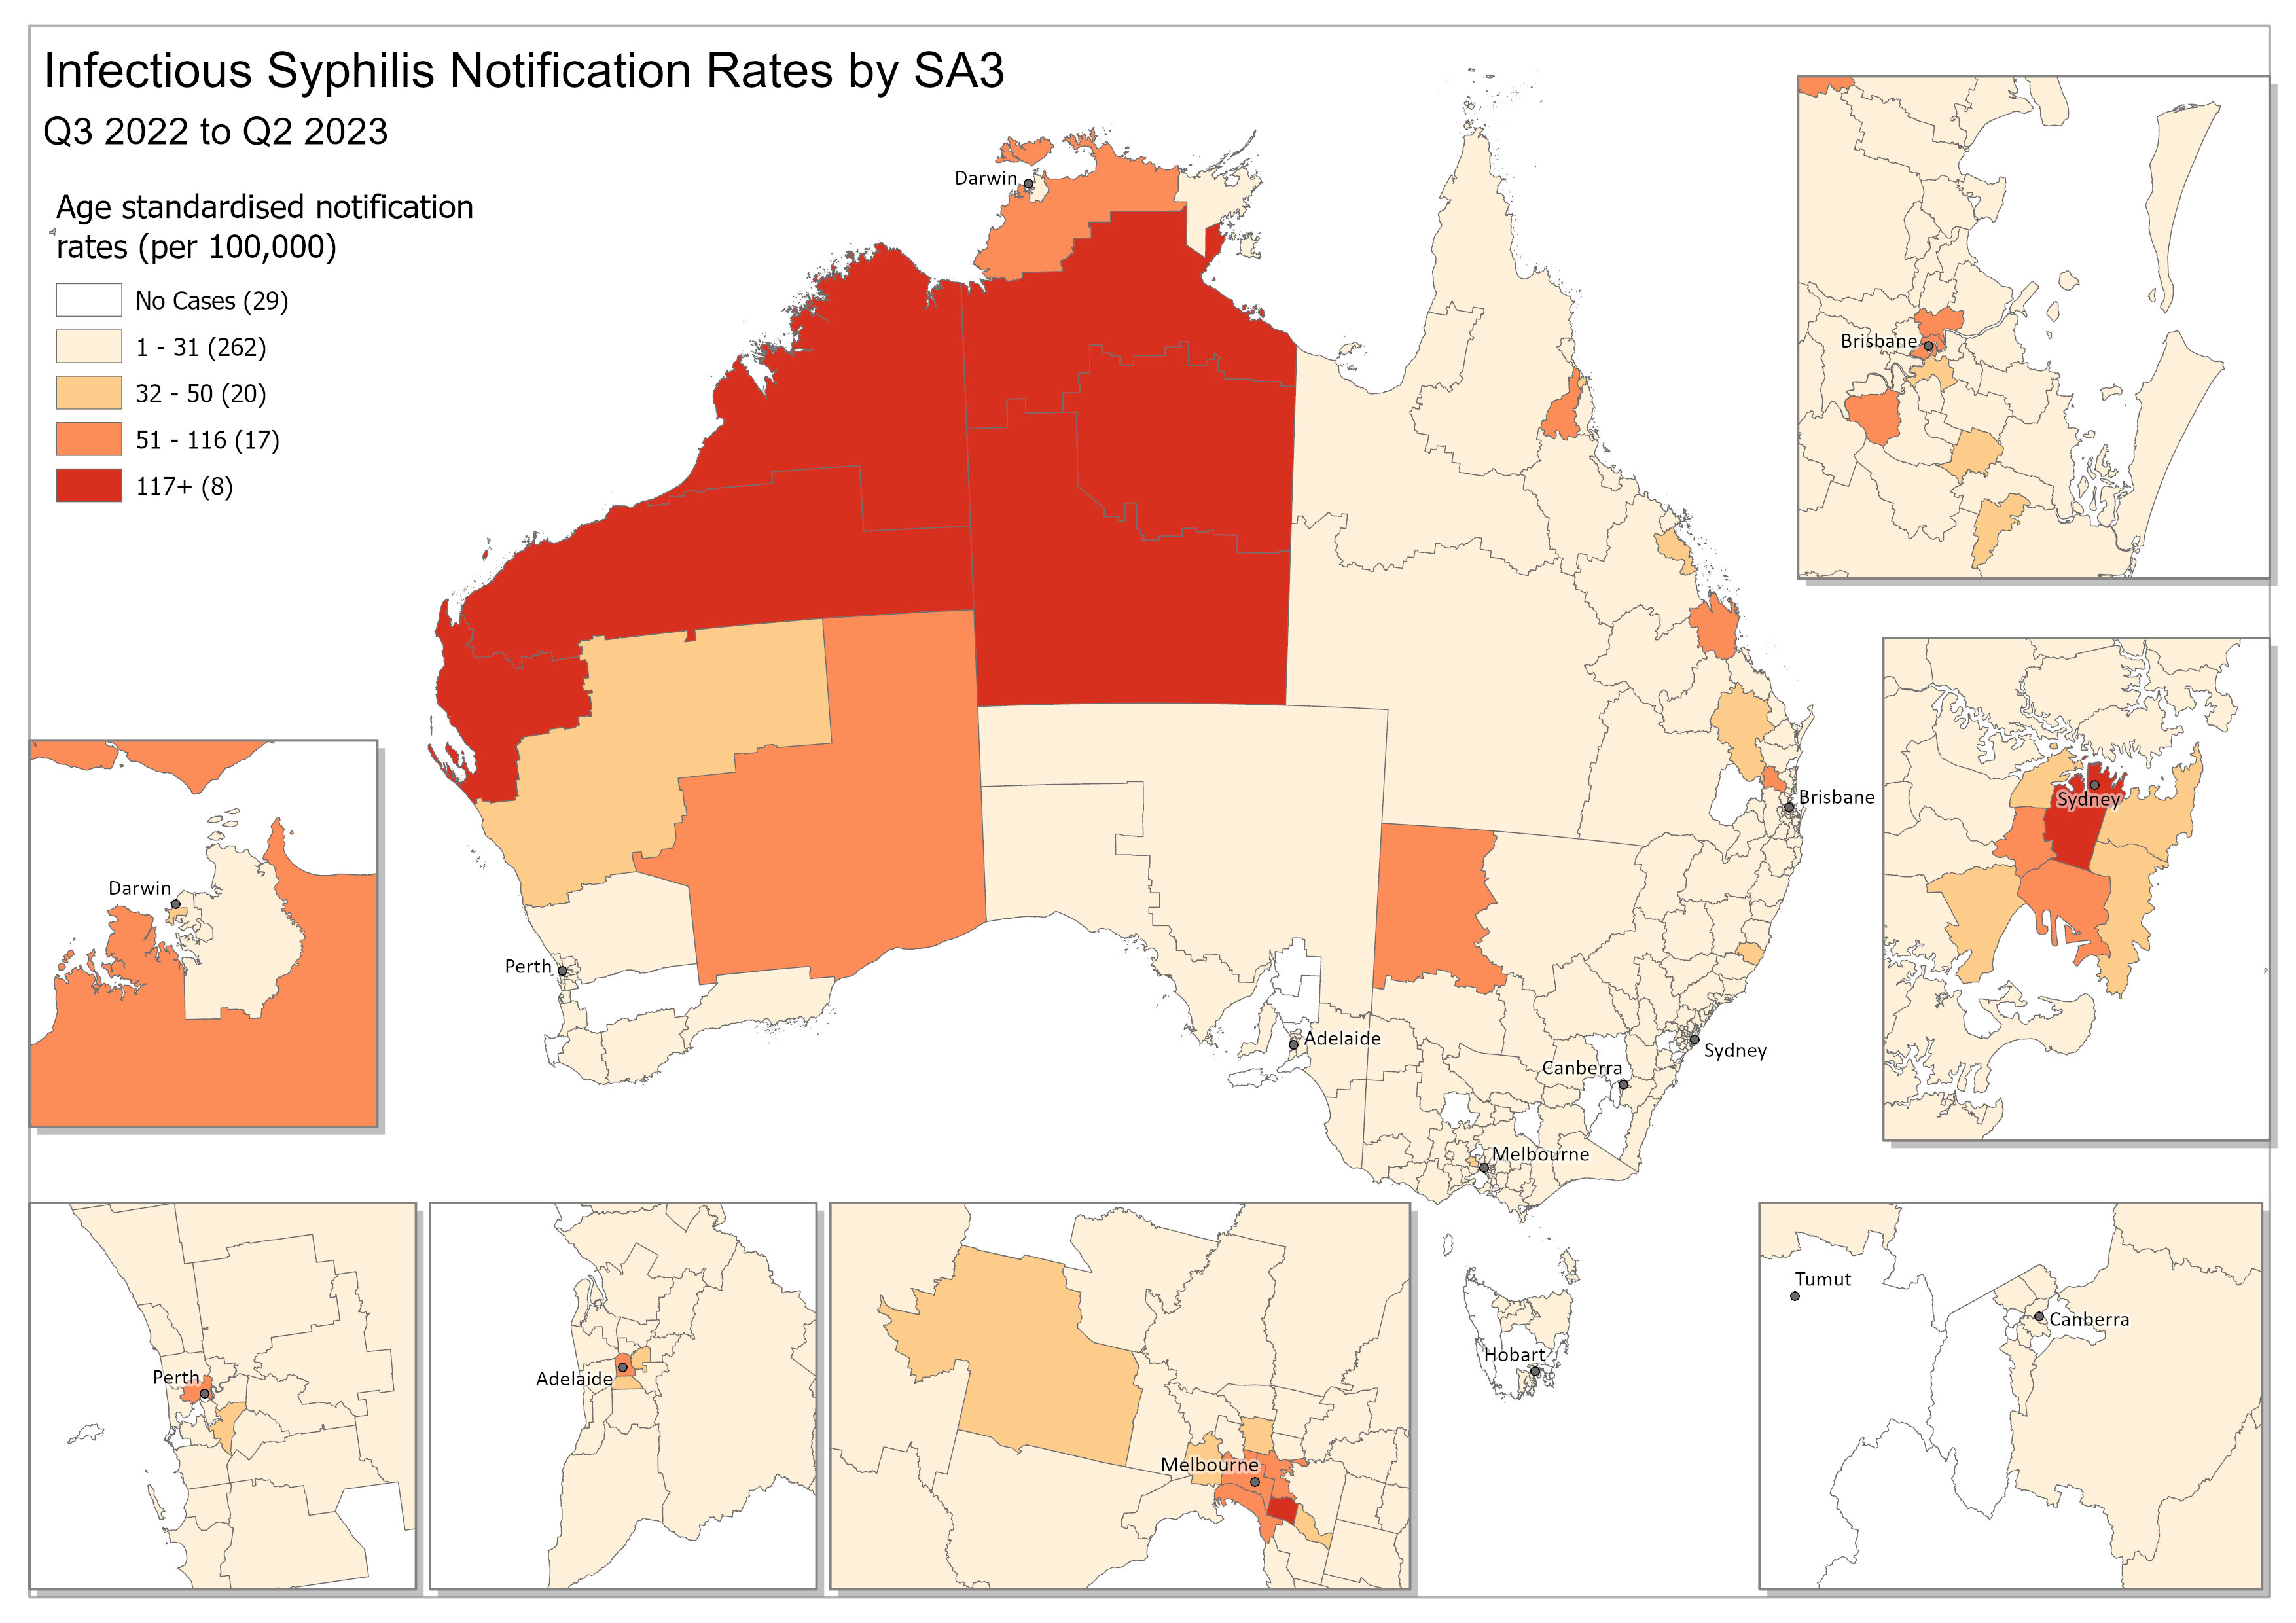 Infectious Syphilis Notification Rates by SA3
Q3 2022 to Q2 2023
Age standardised notification
rates (per 100,000)
No Cases (29)
1 - 31 (262)
32 - 50 (20)
51 - 116 (17)
117+ (8)
Darwin
Brisbane
Perth
Adelaide
Sydney
Canberra
Melbourne
Hobart
Brisbane
Sydney
Darwin
Perth
Adelaide
Melbourne
Tumut
Canberra